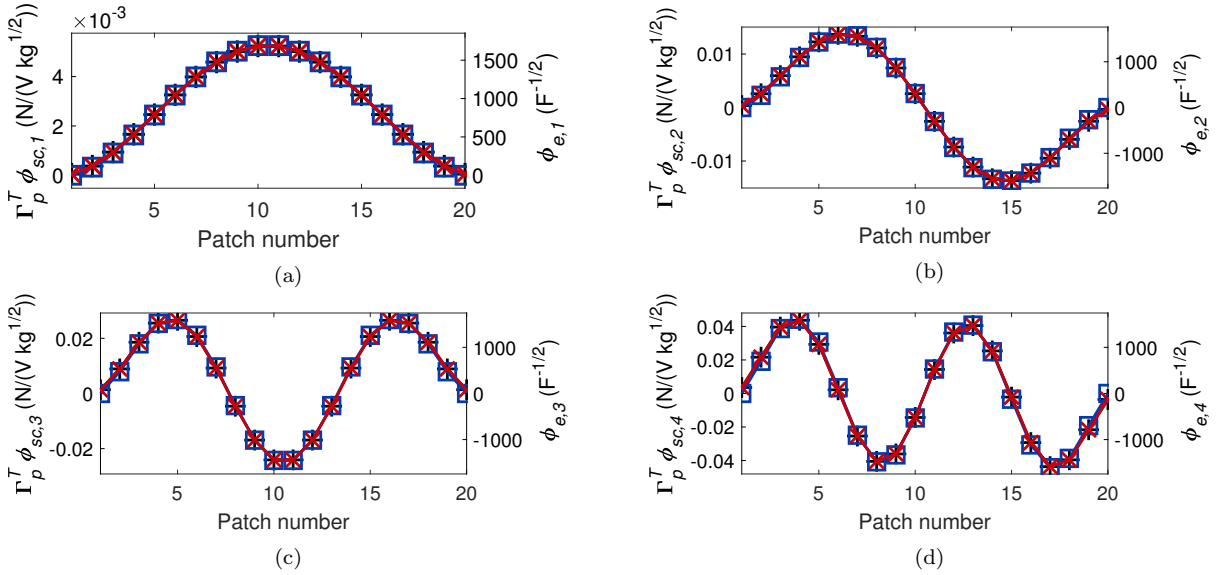 ×10⁻³
Γₚᵀ ϕ_sc,1 (N/(V kg^1/2))
4
2
0
1500
1000
500
0
ϕ_e,1 (F^-1/2)
5 10 15 20
Patch number
(a)
Γₚᵀ ϕ_sc,2 (N/(V kg^1/2))
0.01
0
-0.01
1000
0
-1000
ϕ_e,2 (F^-1/2)
5 10 15 20
Patch number
(b)
Γₚᵀ ϕ_sc,3 (N/(V kg^1/2))
0.02
0
-0.02
1000
0
-1000
ϕ_e,3 (F^-1/2)
5 10 15 20
Patch number
(c)
Γₚᵀ ϕ_sc,4 (N/(V kg^1/2))
0.04
0.02
0
-0.02
-0.04
1000
0
-1000
ϕ_e,4 (F^-1/2)
5 10 15 20
Patch number
(d)